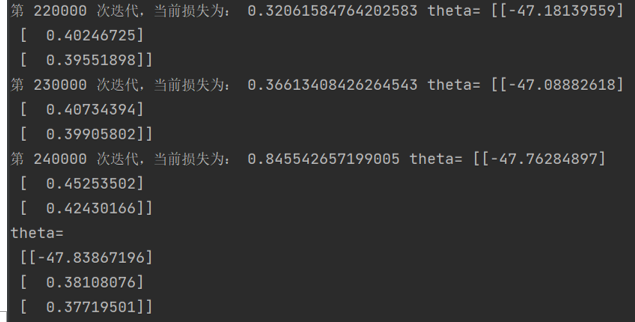 第 220000 次迭代，当前损失为： 0.32061584764202583 theta= [[-47.18139559]
 [  0.40246725]
 [  0.39551898]]
第 230000 次迭代，当前损失为： 0.36613408426264543 theta= [[-47.08882618]
 [  0.40734394]
 [  0.39905802]]
第 240000 次迭代，当前损失为： 0.845542657199005 theta= [[-47.76284897]
 [  0.45253502]
 [  0.42430166]]
theta=
 [[-47.83867196]
 [  0.38108076]
 [  0.37719501]]